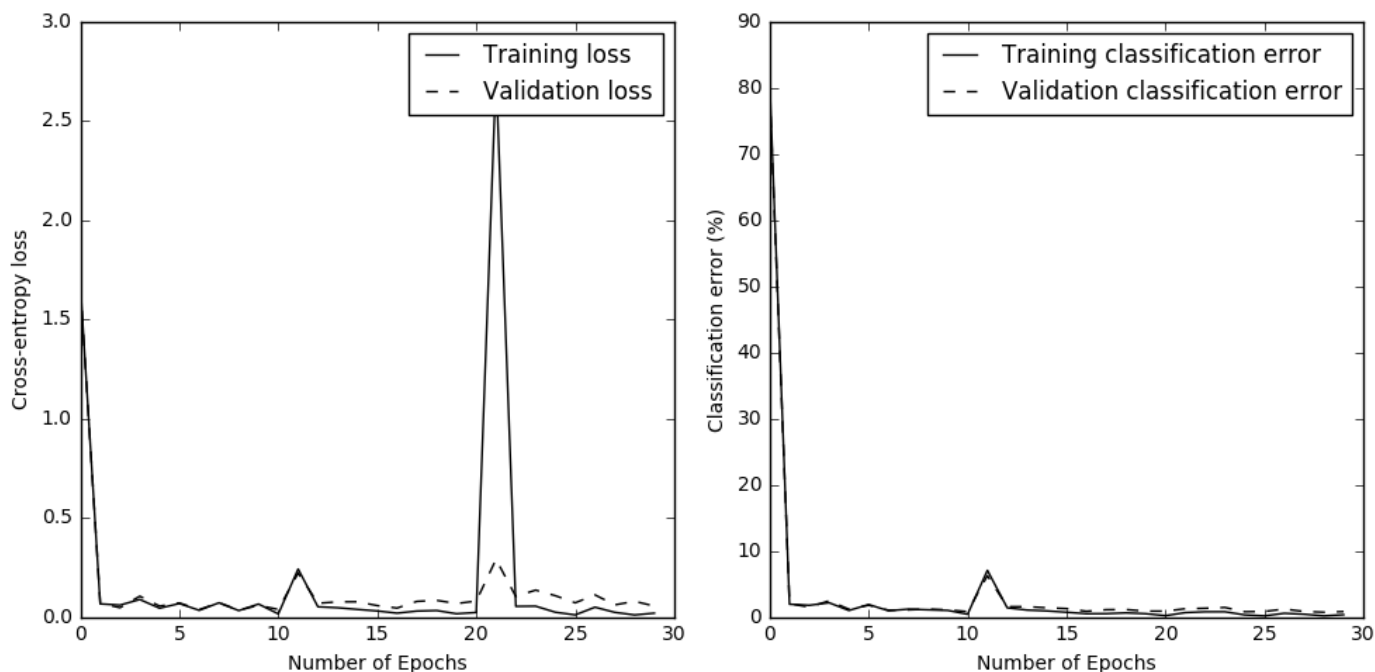 3.0
2.5
2.0
1.5
1.0
0.5
0.0
Cross-entropy loss
Training loss
Validation loss
0 5 10 15 20 25 30
Number of Epochs
90
80
70
60
50
40
30
20
10
0
Classification error (%)
Training classification error
Validation classification error
0 5 10 15 20 25 30
Number of Epochs